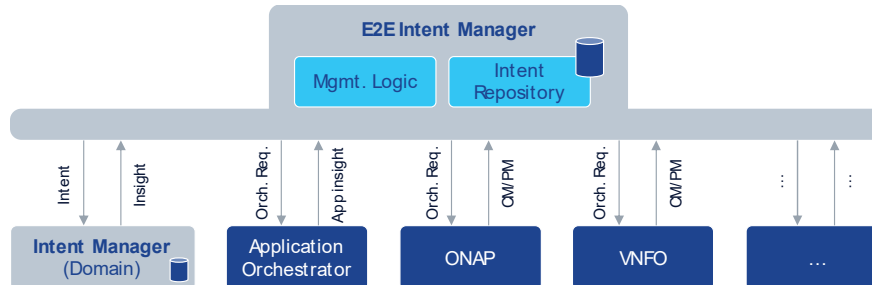 E2E Intent Manager
Mgmt. Logic
Intent
Repository
Intent
Insight
Orch. Req.
App insight
Orch. Req.
CM/PM
Orch. Req.
CM/PM
...
...
Intent Manager
(Domain)
Application
Orchestrator
ONAP
VNFO
...